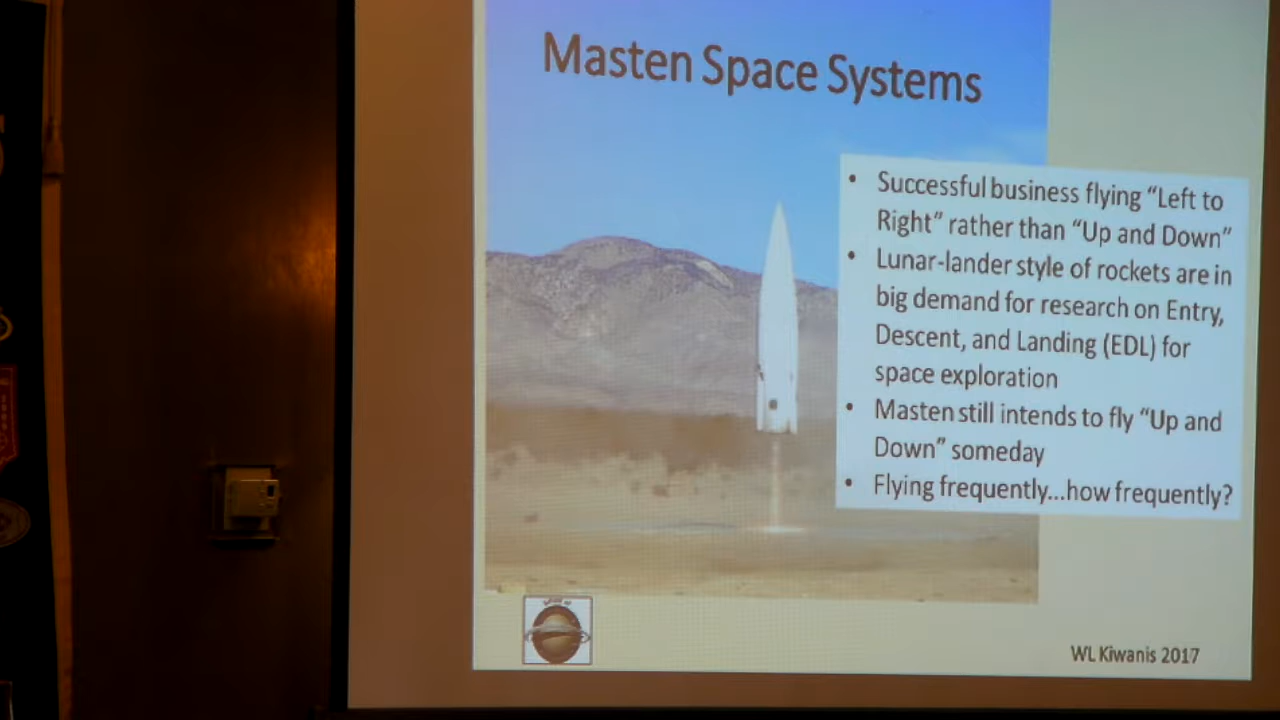 Masten Space Systems
• Successful business flying “Left to
Right” rather than “Up and Down”
• Lunar-lander style of rockets are in
big demand for research on Entry,
Descent, and Landing (EDL) for
space exploration
• Masten still intends to fly “Up and
Down” someday
• Flying frequently...how frequently?
WL Kiwanis 2017